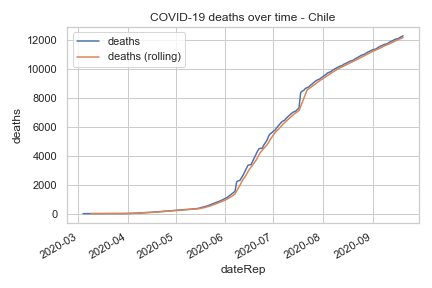 COVID-19 deaths over time - Chile
deaths
deaths (rolling)
12000
10000
8000
6000
4000
2000
0
deaths
2020-03
2020-04
2020-05
2020-06
2020-07
2020-08
2020-09
dateRep